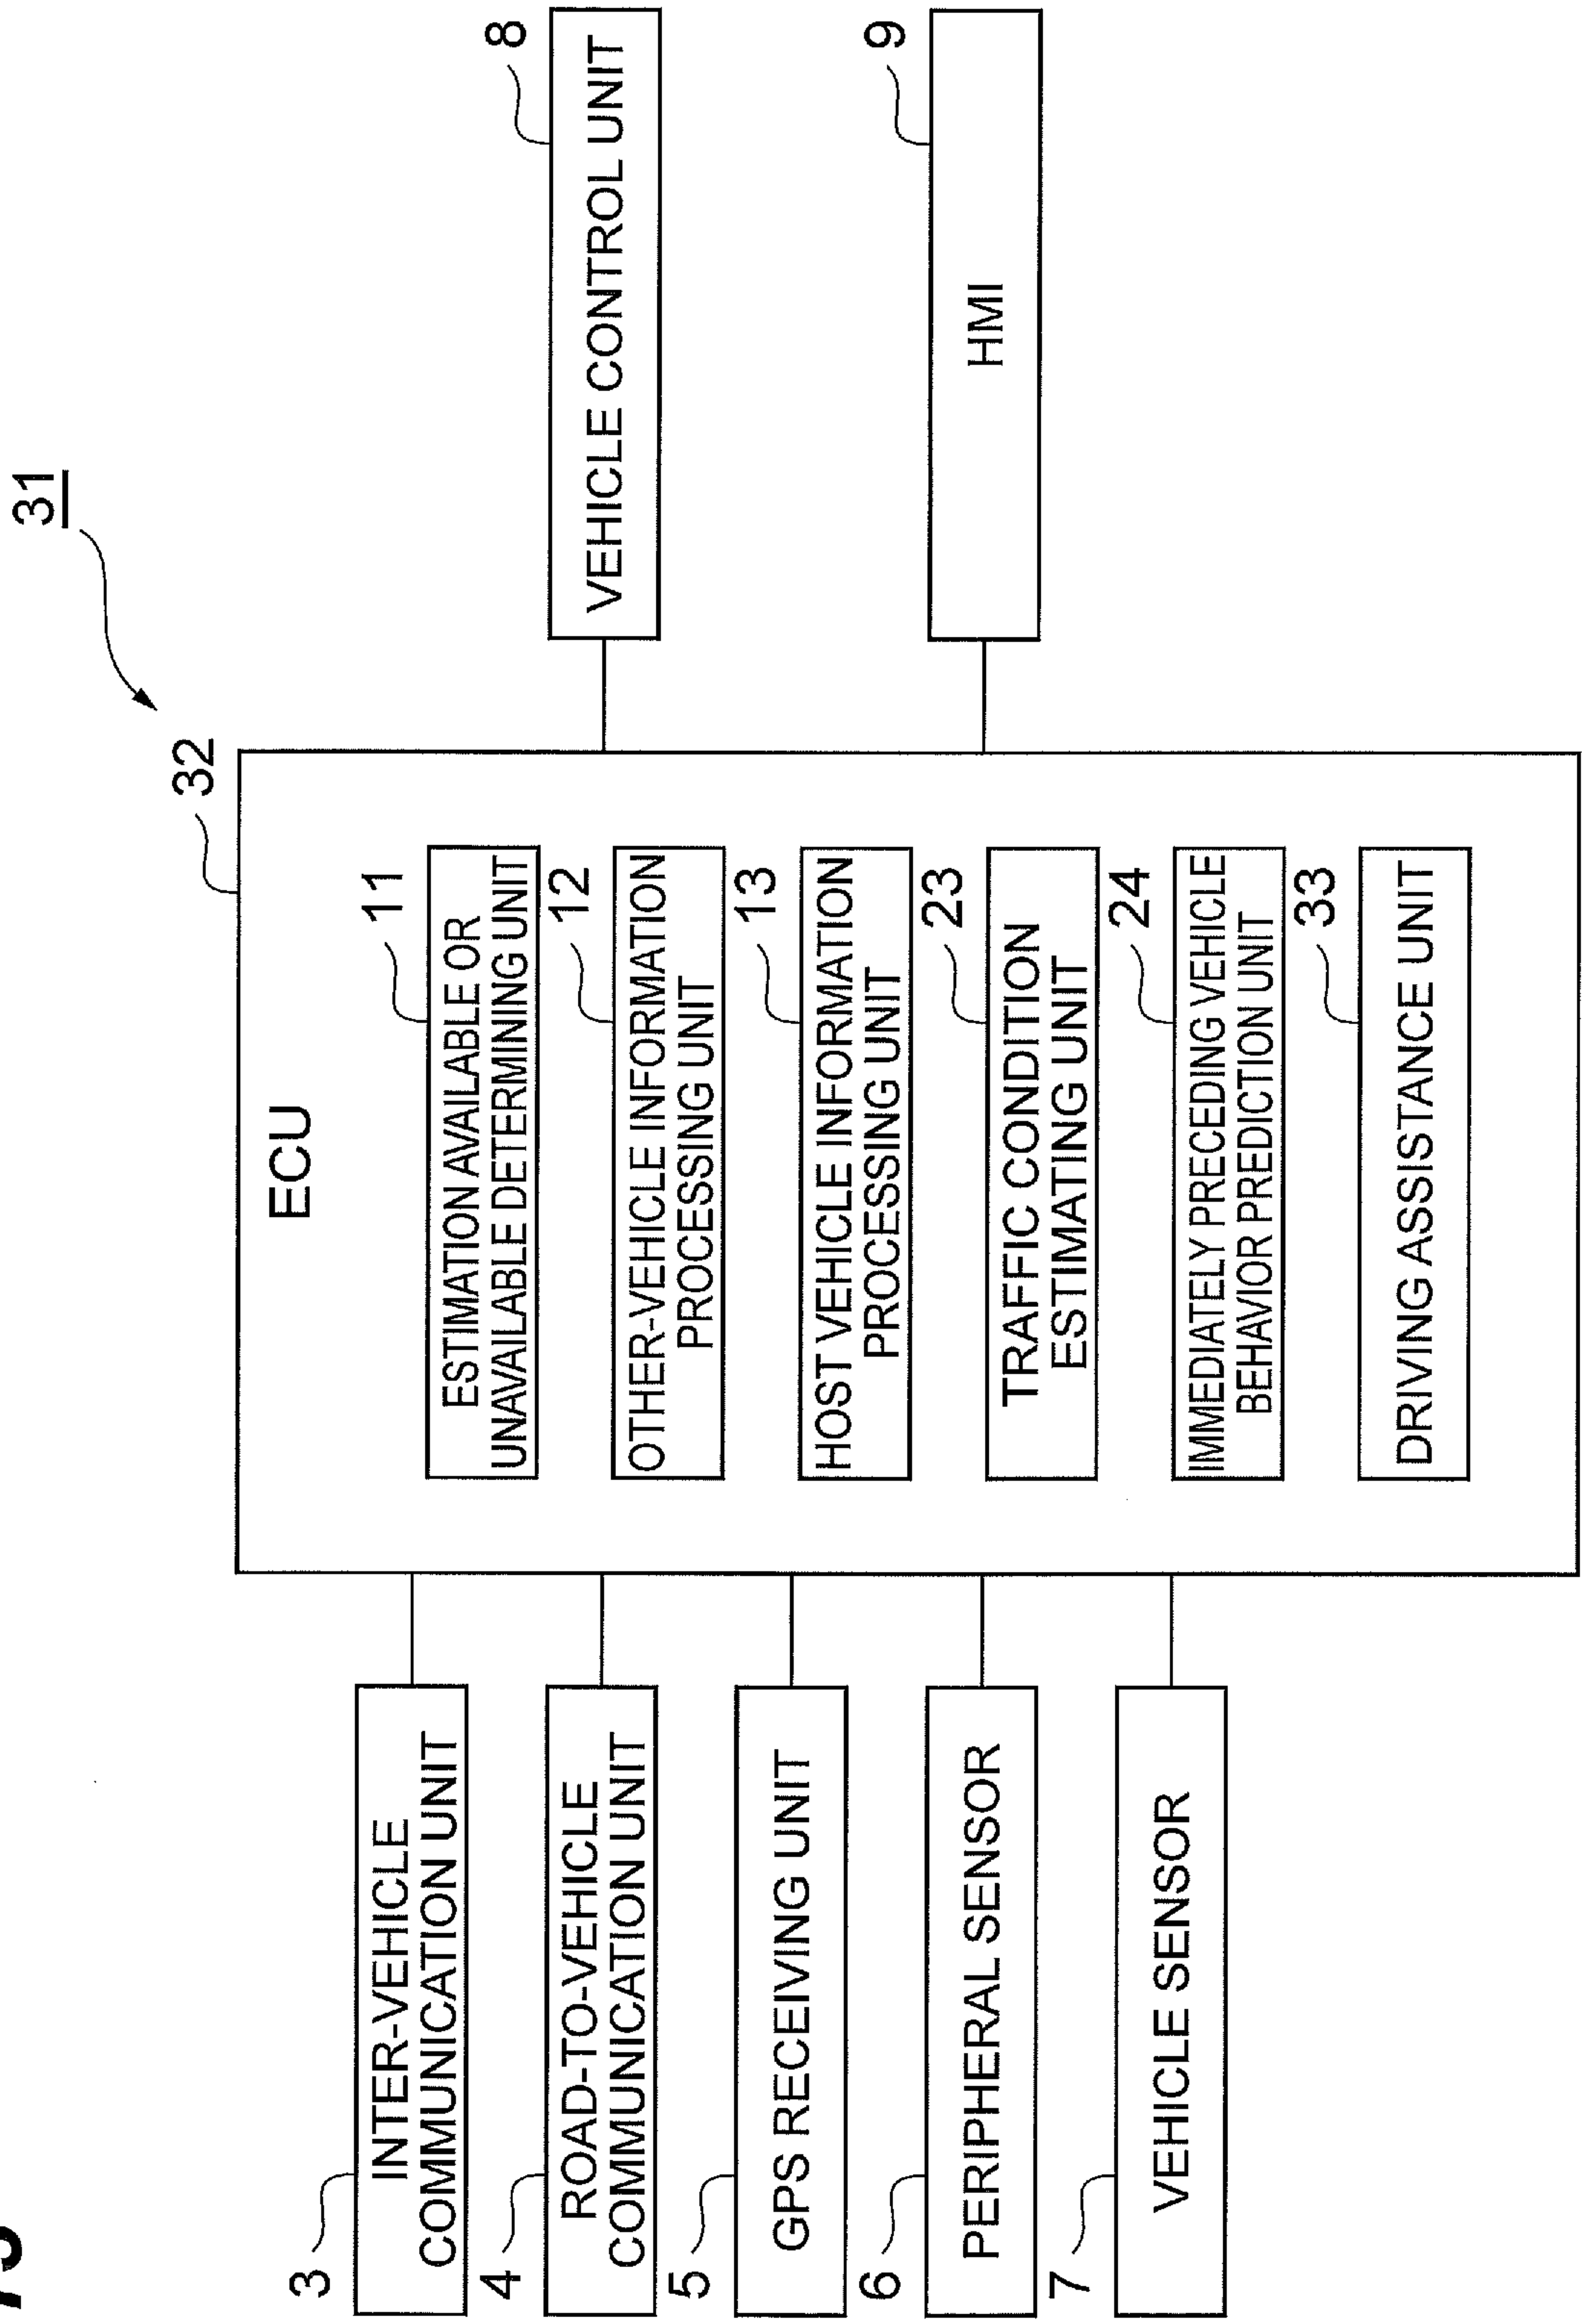 31
32
ECU
3
INTER-VEHICLE
COMMUNICATION UNIT
4
ROAD-TO-VEHICLE
COMMUNICATION UNIT
5
GPS RECEIVING UNIT
6
PERIPHERAL SENSOR
7
VEHICLE SENSOR
11
ESTIMATION AVAILABLE OR
UNAVAILABLE DETERMINING UNIT
12
OTHER-VEHICLE INFORMATION
PROCESSING UNIT
13
HOST VEHICLE INFORMATION
PROCESSING UNIT
23
TRAFFIC CONDITION
ESTIMATING UNIT
24
IMMEDIATELY PRECEDING VEHICLE
BEHAVIOR PREDICTION UNIT
33
DRIVING ASSISTANCE UNIT
8
VEHICLE CONTROL UNIT
9
HMI